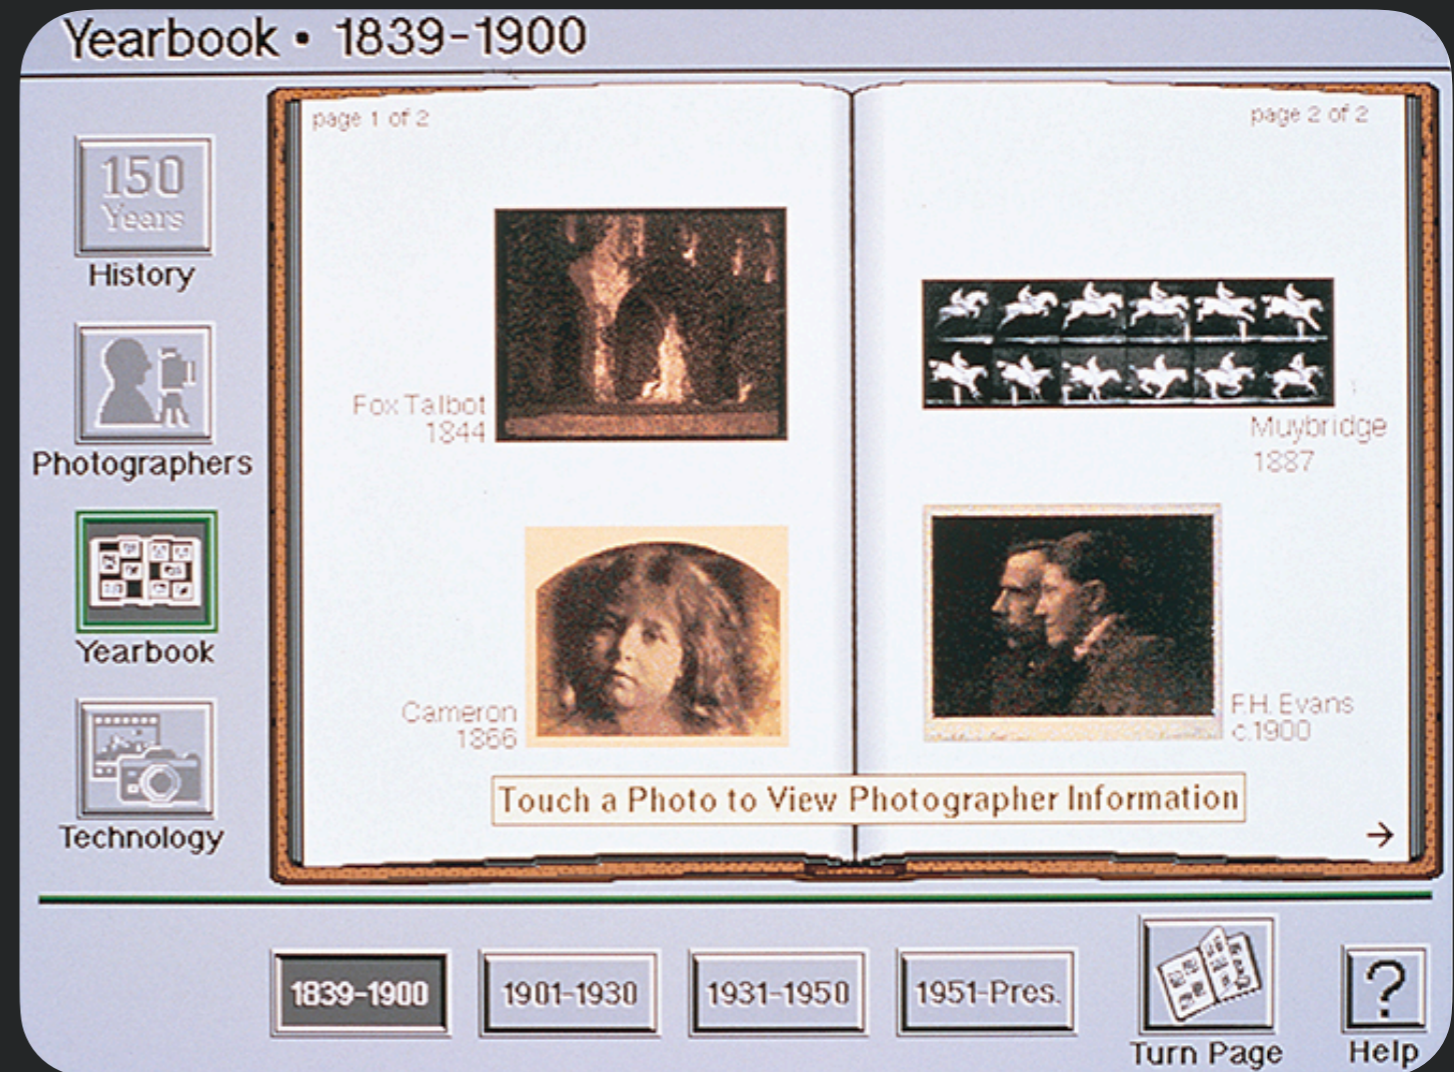 Yearbook • 1839-1900
150
Years
History
Photographers
Yearbook
Technology
page 1 of 2
Fox Talbot
1844
Cameron
1866
page 2 of 2
Muybridge
1887
F.H. Evans
c.1900
Touch a Photo to View Photographer Information
→
1839-1900
1901-1930
1931-1950
1951-Pres.
Turn Page
?
Help